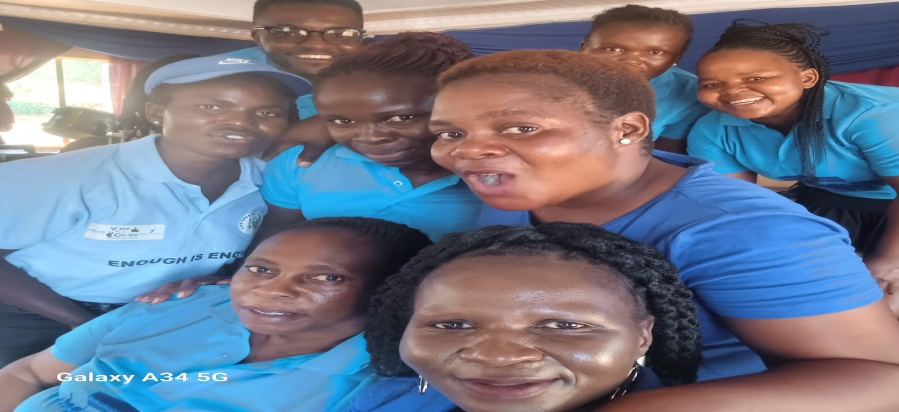 NIKE
ENOUGH IS ENO
Galaxy A34 5G